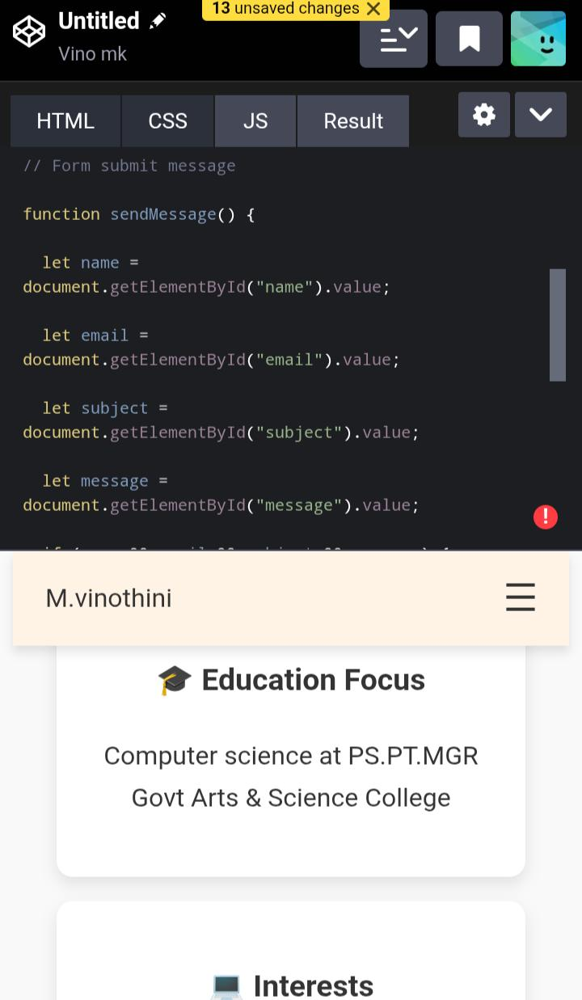 13 unsaved changes
Untitled
Vino mk
HTML CSS JS Result
// Form submit message
function sendMessage() {
let name =
document.getElementById("name").value;
let email =
document.getElementById("email").value;
let subject =
document.getElementById("subject").value;
let message =
document.getElementById("message").value;
M.vinothini
🎓 Education Focus
Computer science at PS.PT.MGR
Govt Arts & Science College
💻 Interests